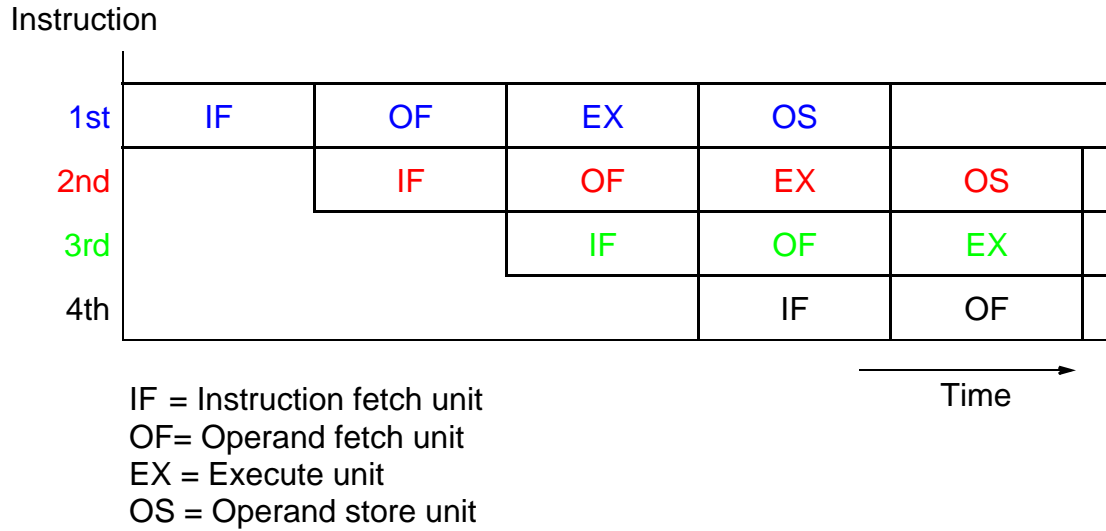 Instruction
1st IF OF EX OS
2nd IF OF EX OS
3rd IF OF EX
4th IF OF
Time
IF = Instruction fetch unit
OF= Operand fetch unit
EX = Execute unit
OS = Operand store unit